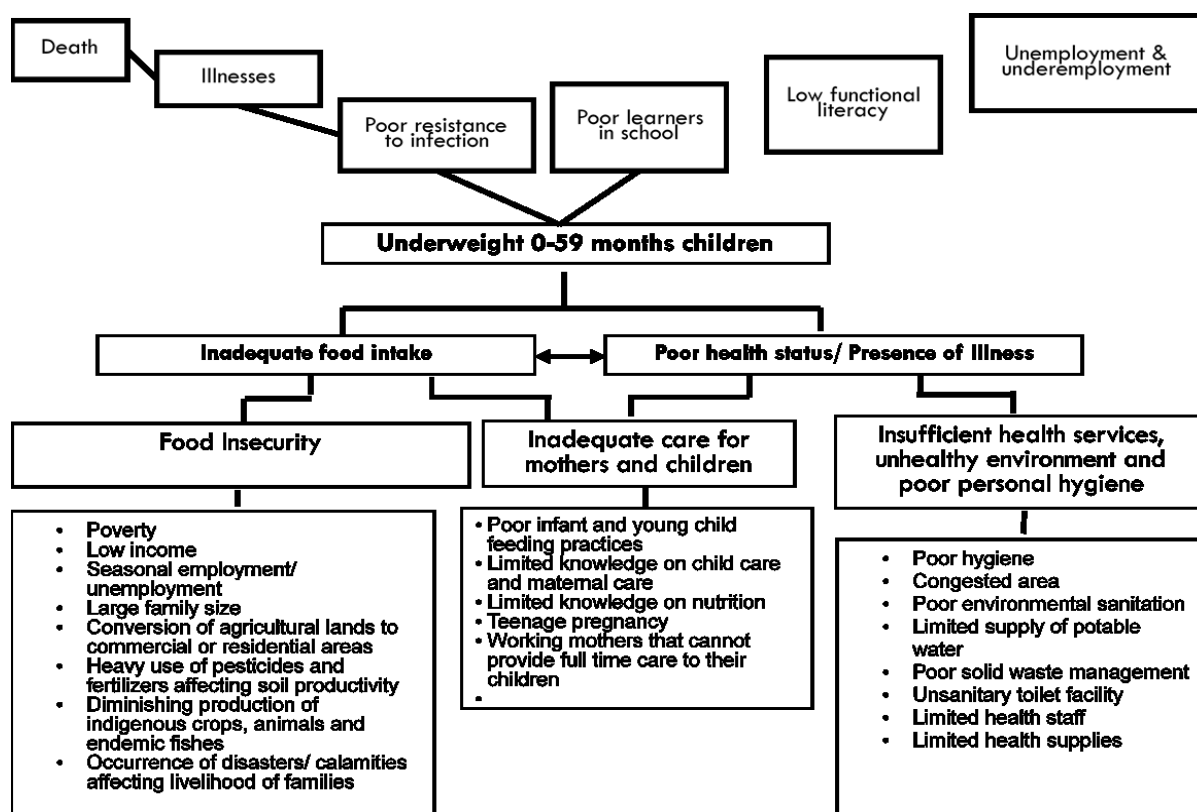 Death
Illnesses
Poor resistance
to infection
Poor learners
in school
Low functional
literacy
Unemployment &
underemployment
Underweight 0-59 months children
Inadequate food intake
Poor health status/ Presence of Illness
Food Insecurity
Inadequate care for
mothers and children
Insufficient health services,
unhealthy environment and
poor personal hygiene
• Poverty
• Low income
• Seasonal employment/
unemployment
• Large family size
• Conversion of agricultural lands to
commercial or residential areas
• Heavy use of pesticides and
fertilizers affecting soil productivity
• Diminishing production of
indigenous crops, animals and
endemic fishes
• Occurrence of disasters/ calamities
affecting livelihood of families
• Poor infant and young child
feeding practices
• Limited knowledge on child care
and maternal care
• Limited knowledge on nutrition
• Teenage pregnancy
• Working mothers that cannot
provide full time care to their
children
•
• Poor hygiene
• Congested area
• Poor environmental sanitation
• Limited supply of potable
water
• Poor solid waste management
• Unsanitary toilet facility
• Limited health staff
• Limited health supplies